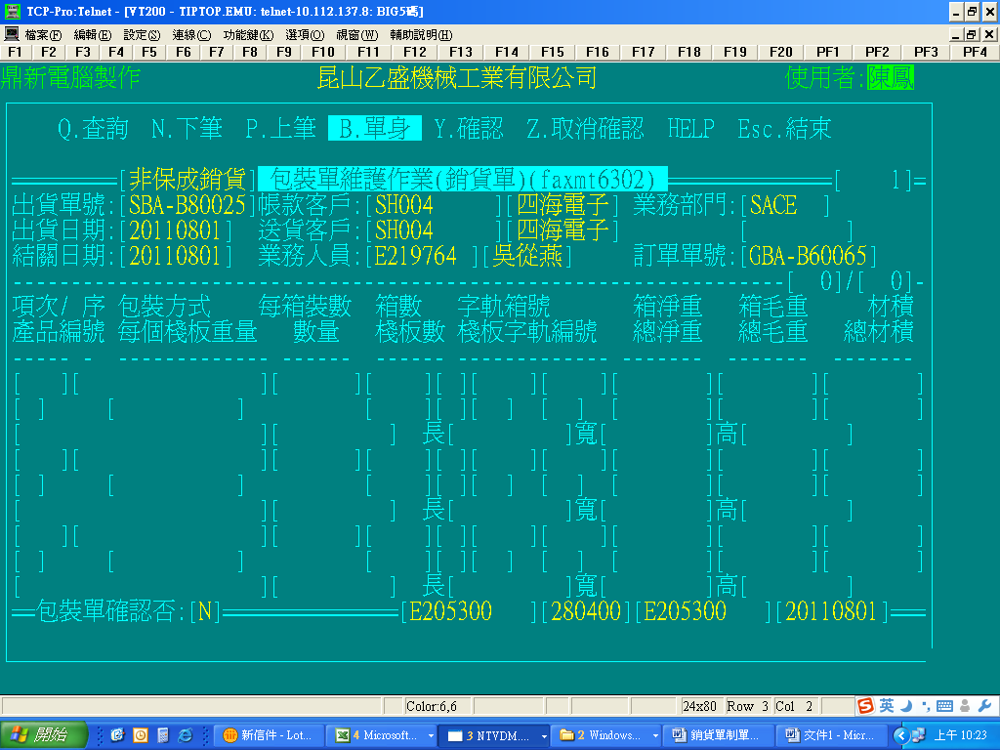 TCP-Pro:Telnet - [VT200 - TIPTOP.EMU: telnet-10.112.137.8: BIG5碼]
檔案(F) 編輯(E) 設定(S) 連線(C) 功能鍵(K) 選項(O) 視窗(W) 輔助說明(H)
F1 F2 F3 F4 F5 F6 F7 F8 F9 F10 F11 F12 F13 F14 F15 F16 F17 F18 F19 F20 PF1 PF2 PF3 PF4
鼎新電腦製作 昆山乙盛機械工業有限公司 使用者:陳鳳
Q.查詢 N.下筆 P.上筆 B.單身 Y.確認 Z.取消確認 HELP Esc.結束
[非保成銷貨] 包裝單維護作業(銷貨單)(faxmt6302) [ 1]=
出貨單號:[SBA-B80025]帳款客戶:[SH004 ][四海電子] 業務部門:[SACE ]
出貨日期:[20110801] 送貨客戶:[SH004 ][四海電子] [ ]
結關日期:[20110801] 業務人員:[E219764 ][吳從燕] 訂單單號:[GBA-B60065]
[ 0]/[ 0]-
項次/ 序 包裝方式 每箱裝數 箱數 字軌箱號 箱淨重 箱毛重 材積
產品編號 每個棧板重量 數量 棧板數 棧板字軌編號 總淨重 總毛重 總材積
----- - ------------- ------ ------ ------------- ------- ------- -------
[ ][ ][ ][ ][ ][ ][ ][ ][ ]
[ ] [ ] [ ][ ][ ] [ ] [ ][ ][ ]
[ ][ ] 長[ ]寬[ ]高[ ]
[ ][ ][ ][ ][ ][ ][ ][ ][ ]
[ ] [ ] [ ][ ][ ] [ ] [ ][ ][ ]
[ ][ ] 長[ ]寬[ ]高[ ]
[ ][ ][ ][ ][ ][ ][ ][ ][ ]
[ ] [ ] [ ][ ][ ] [ ] [ ][ ][ ]
[ ][ ] 長[ ]寬[ ]高[ ]
包裝單確認否:[N] [E205300 ][280400][E205300 ][20110801]
Color:6,6 24x80 Row 3 Col 2 英
開始 新信件 - Lot... 4 Microsoft... 3 NTVDM.... 2 Windows... 銷貨單制單... 文件1 - Micr... 上午 10:23